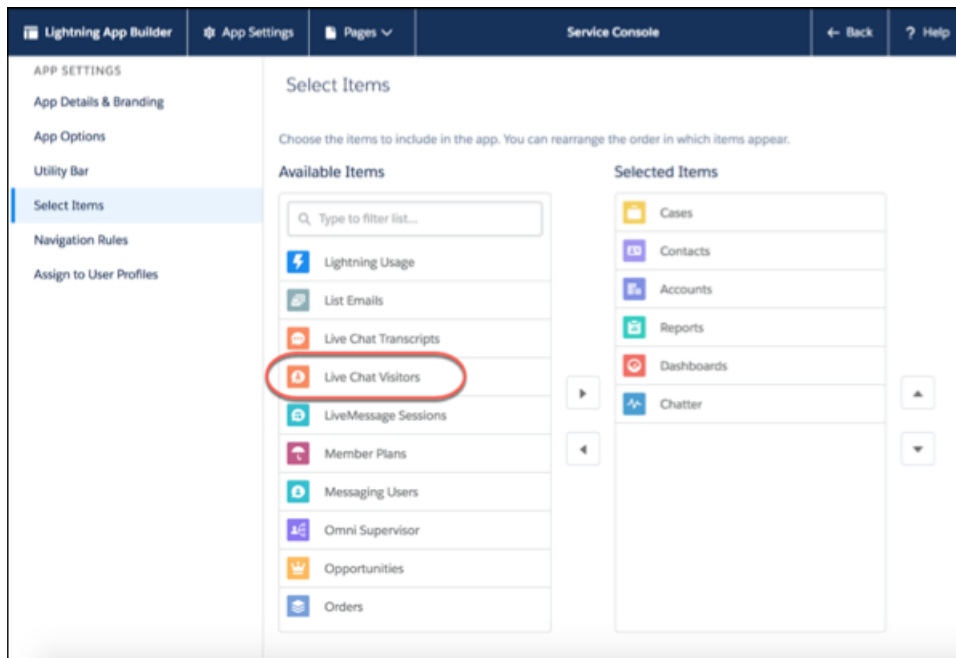 Lightning App Builder
App Settings
Pages
Service Console
Back
? Help
APP SETTINGS
App Details & Branding
App Options
Utility Bar
Select Items
Navigation Rules
Assign to User Profiles
Select Items
Choose the items to include in the app. You can rearrange the order in which items appear.
Available Items
Type to filter list...
Lightning Usage
List Emails
Live Chat Transcripts
Live Chat Visitors
LiveMessage Sessions
Member Plans
Messaging Users
Omni Supervisor
Opportunities
Orders
Selected Items
Cases
Contacts
Accounts
Reports
Dashboards
Chatter